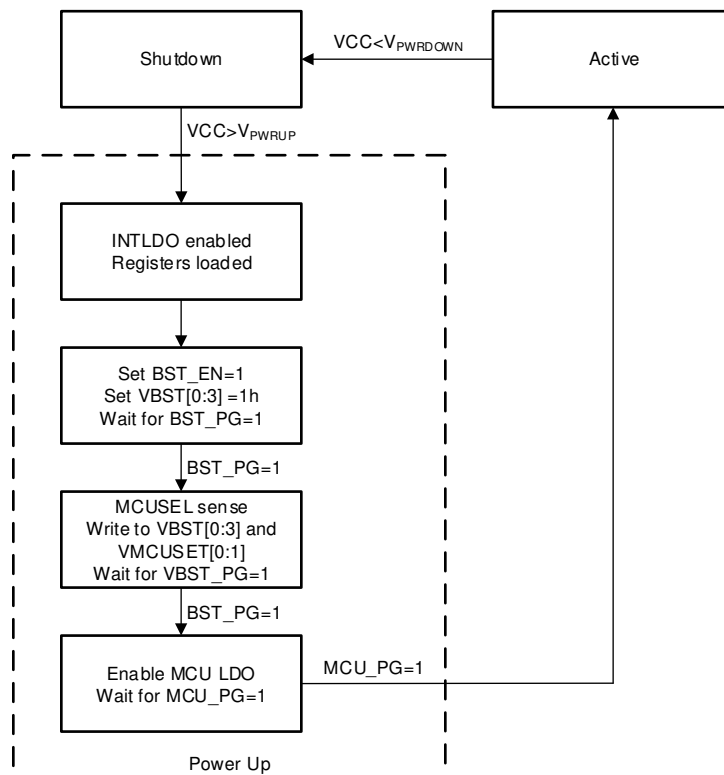 Shutdown
VCC<VPWRDOWN
Active
VCC>VPWRUP
INTLDO enabled
Registers loaded
Set BST_EN=1
Set VBST[0:3] =1h
Wait for BST_PG=1
BST_PG=1
MCUSEL sense
Write to VBST[0:3] and
VMCUSET[0:1]
Wait for VBST_PG=1
BST_PG=1
Enable MCU LDO
Wait for MCU_PG=1
MCU_PG=1
Power Up